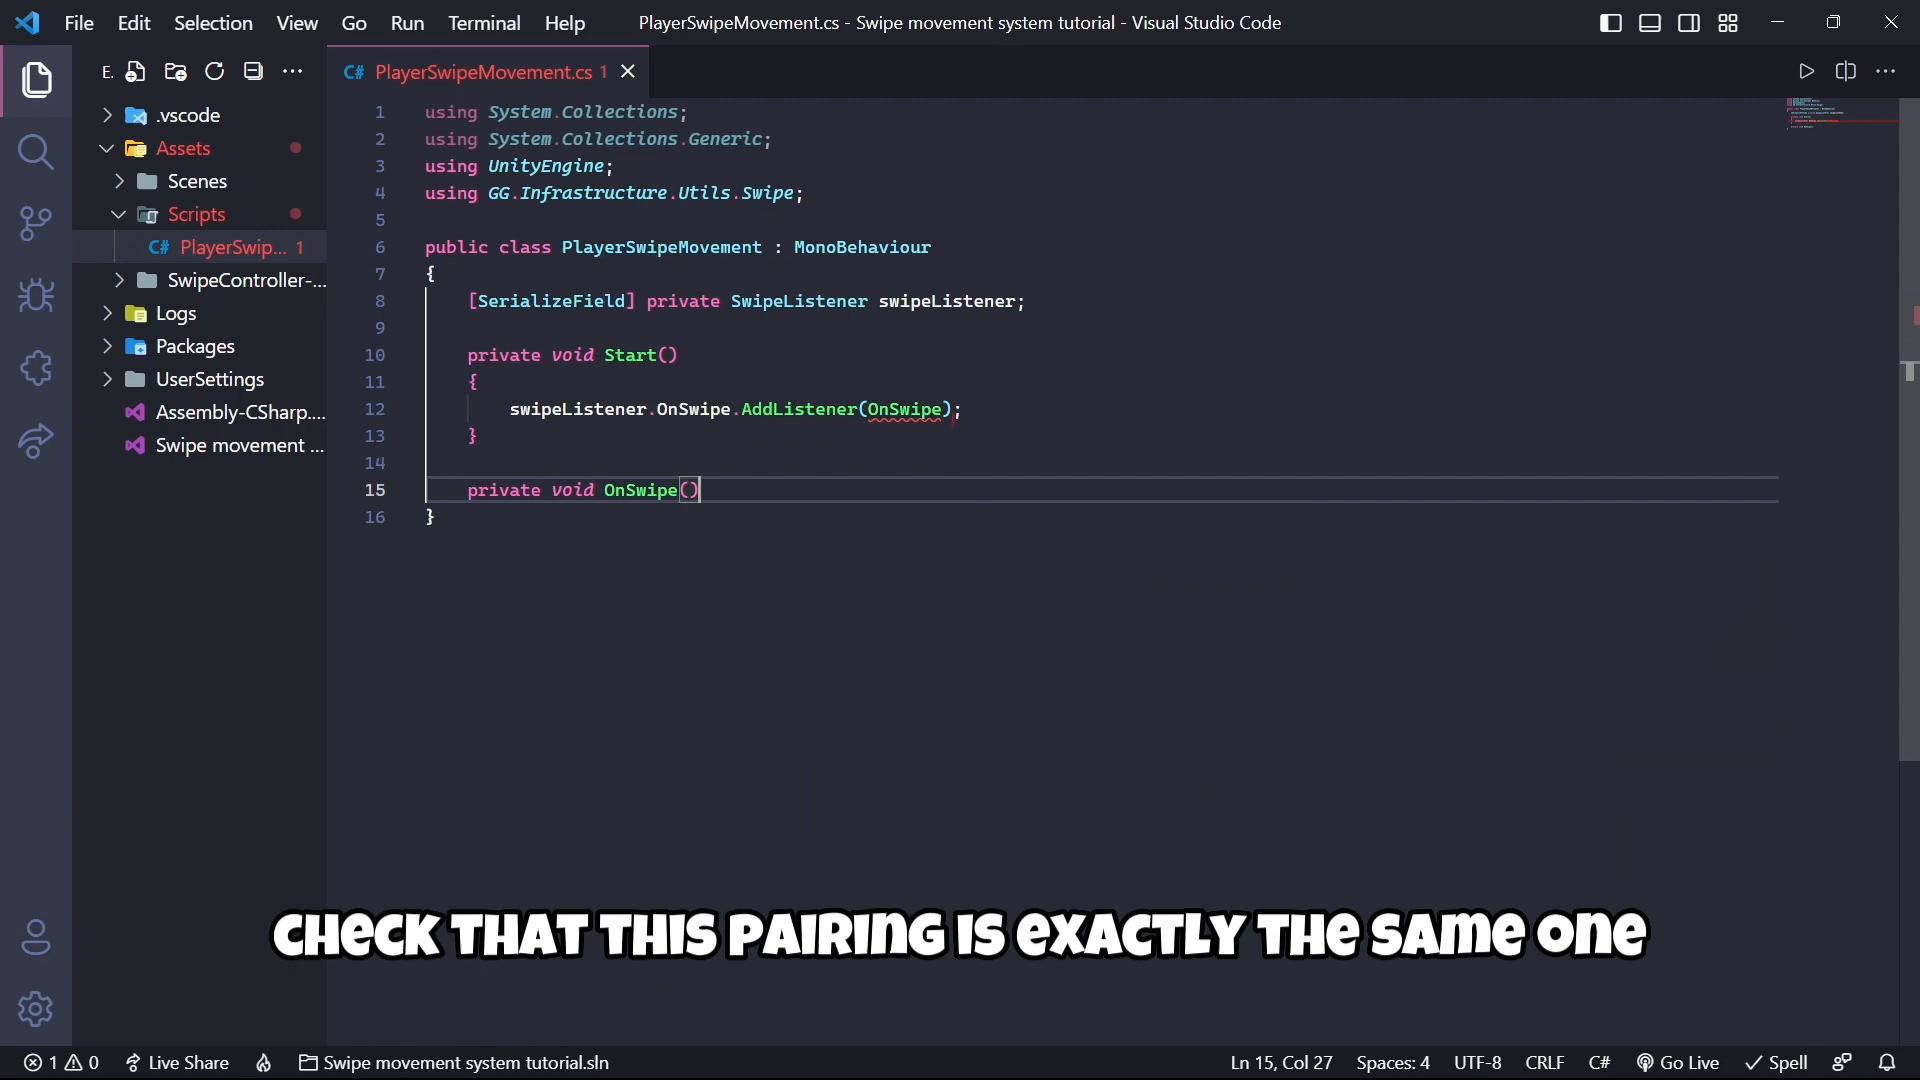 File Edit Selection View Go Run Terminal Help
PlayerSwipeMovement.cs - Swipe movement system tutorial - Visual Studio Code
E.
C# PlayerSwipeMovement.cs 1
.vscode
Assets
Scenes
Scripts
C# PlayerSwip... 1
SwipeController-...
Logs
Packages
UserSettings
Assembly-CSharp....
Swipe movement ...
1 using System.Collections;
2 using System.Collections.Generic;
3 using UnityEngine;
4 using GG.Infrastructure.Utils.Swipe;
5
6 public class PlayerSwipeMovement : MonoBehaviour
7 {
8 [SerializeField] private SwipeListener swipeListener;
9
10 private void Start()
11 {
12 swipeListener.OnSwipe.AddListener(OnSwipe);
13 }
14
15 private void OnSwipe()
16 }
CHECK THAT THIS PAIRING IS EXACTLY THE SAME ONE
1 0 Live Share Swipe movement system tutorial.sln Ln 15, Col 27 Spaces: 4 UTF-8 CRLF C# Go Live Spell